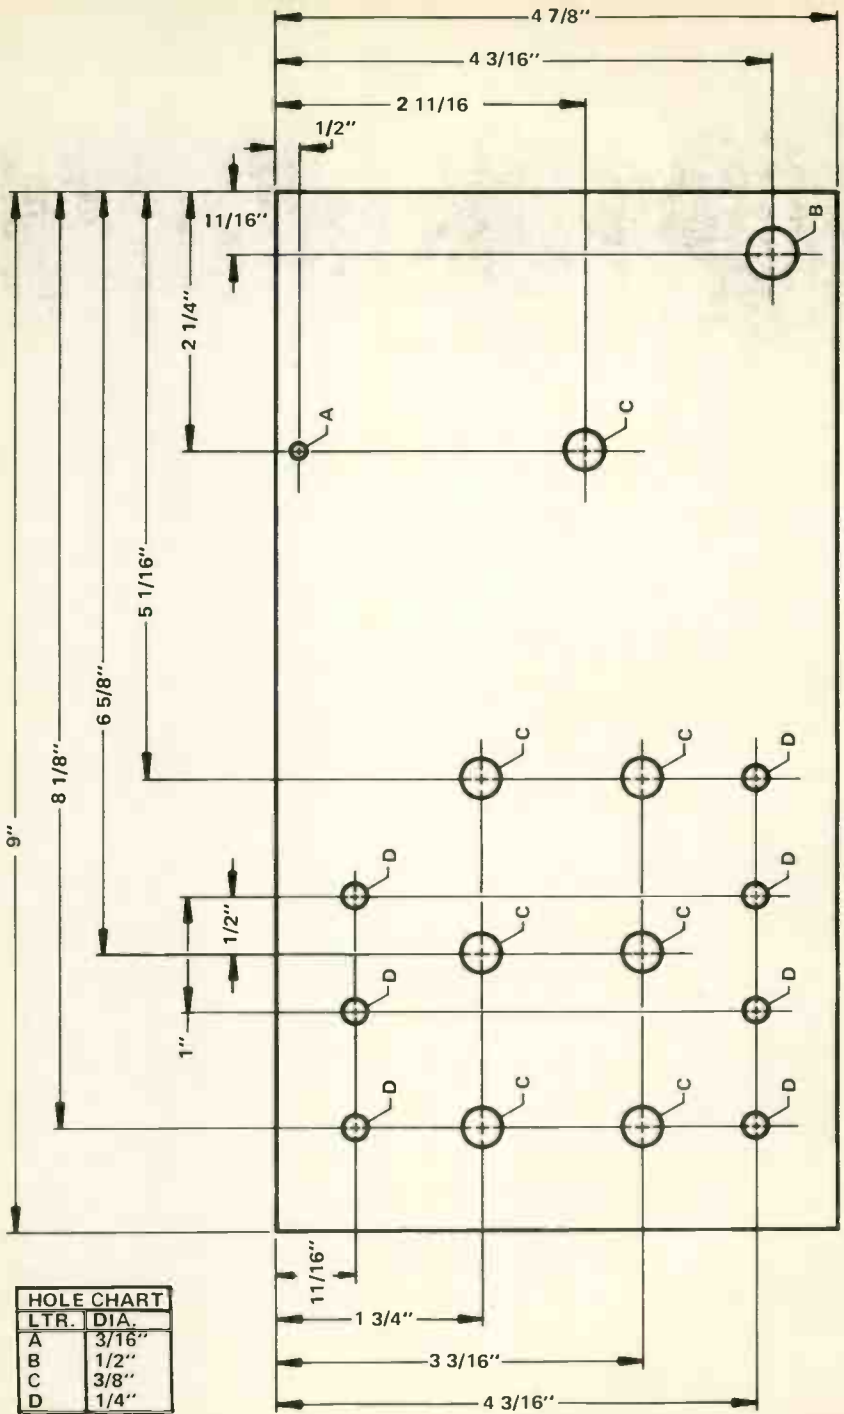 4 7/8"
4 3/16"
2 11/16
1/2"
11/16"
B
2 1/4"
A
C
5 1/16"
6 5/8"
8 1/8"
9"
C
C
D
D
D
1/2"
C
C
D
D
1"
D
C
C
D
11/16"
1 3/4"
3 3/16"
4 3/16"
HOLE CHART
LTR. DIA.
A 3/16"
B 1/2"
C 3/8"
D 1/4"